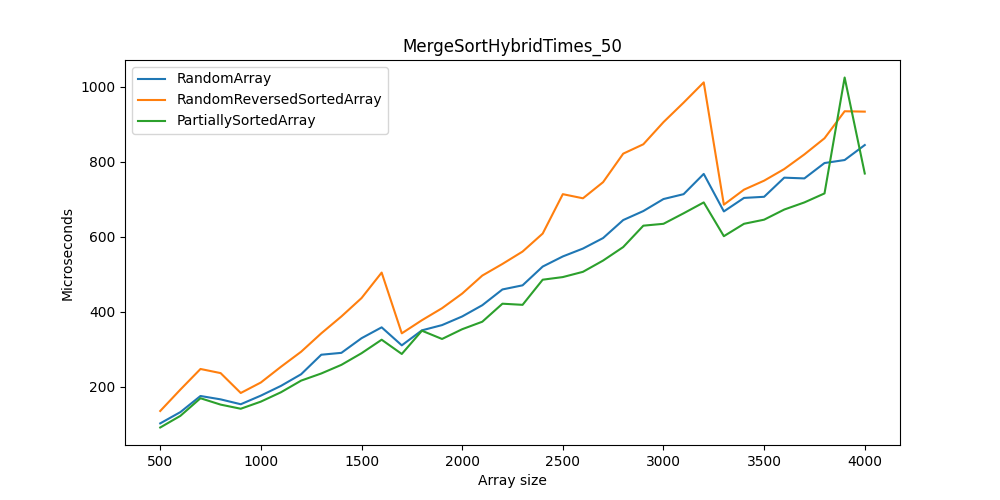 MergeSortHybridTimes_50
RandomArray
RandomReversedSortedArray
PartiallySortedArray
1000
800
600
400
200
Microseconds
500 1000 1500 2000 2500 3000 3500 4000
Array size